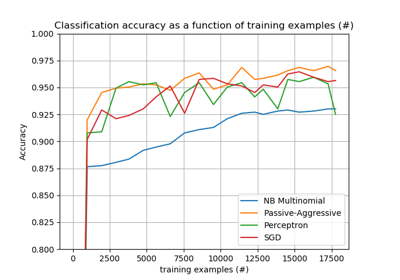 Classification accuracy as a function of training examples (#)
1.000
0.975
0.950
0.925
0.900
0.875
0.850
0.825
0.800
Accuracy
NB Multinomial
Passive-Aggressive
Perceptron
SGD
0 2500 5000 7500 10000 12500 15000 17500
training examples (#)